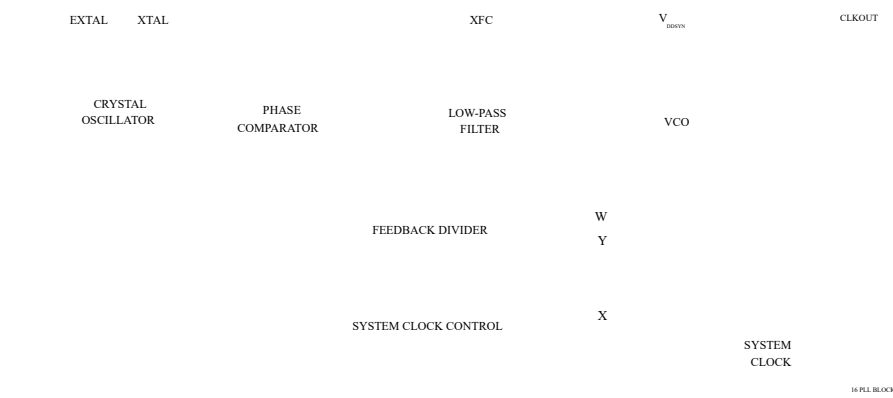 EXTAL XTAL XFC VDDSYN CLKOUT
CRYSTAL
OSCILLATOR
PHASE
COMPARATOR
LOW-PASS
FILTER
VCO
FEEDBACK DIVIDER
W
Y
SYSTEM CLOCK CONTROL
X
SYSTEM
CLOCK
16 PLL BLOCK